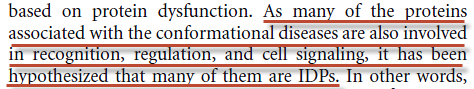 based on protein dysfunction. As many of the proteins
associated with the conformational diseases are also involved
in recognition, regulation, and cell signaling, it has been
hypothesized that many of them are IDPs. In other words,